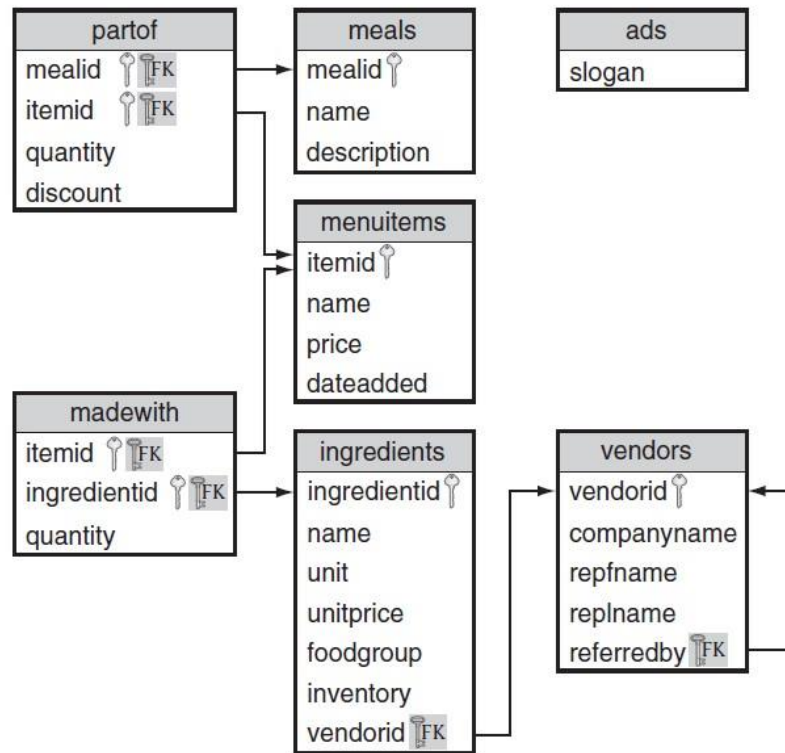 partof
mealid FK
itemid FK
quantity
discount
meals
mealid
name
description
ads
slogan
menuitems
itemid
name
price
dateadded
madewith
itemid FK
ingredientid FK
quantity
ingredients
ingredientid
name
unit
unitprice
foodgroup
inventory
vendorid FK
vendors
vendorid
companyname
repfname
replname
referredby FK